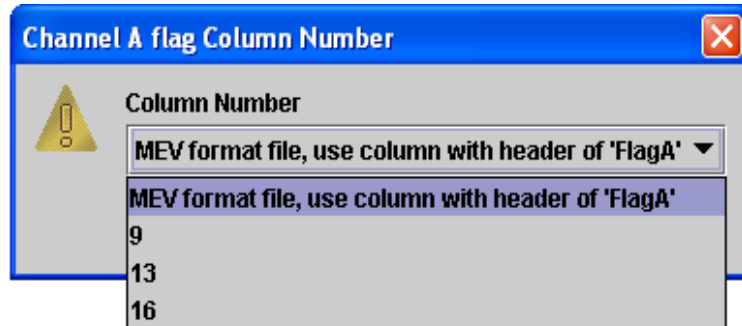 Channel A flag Column Number
Column Number
MEV format file, use column with header of 'FlagA'
MEV format file, use column with header of 'FlagA'
9
13
16